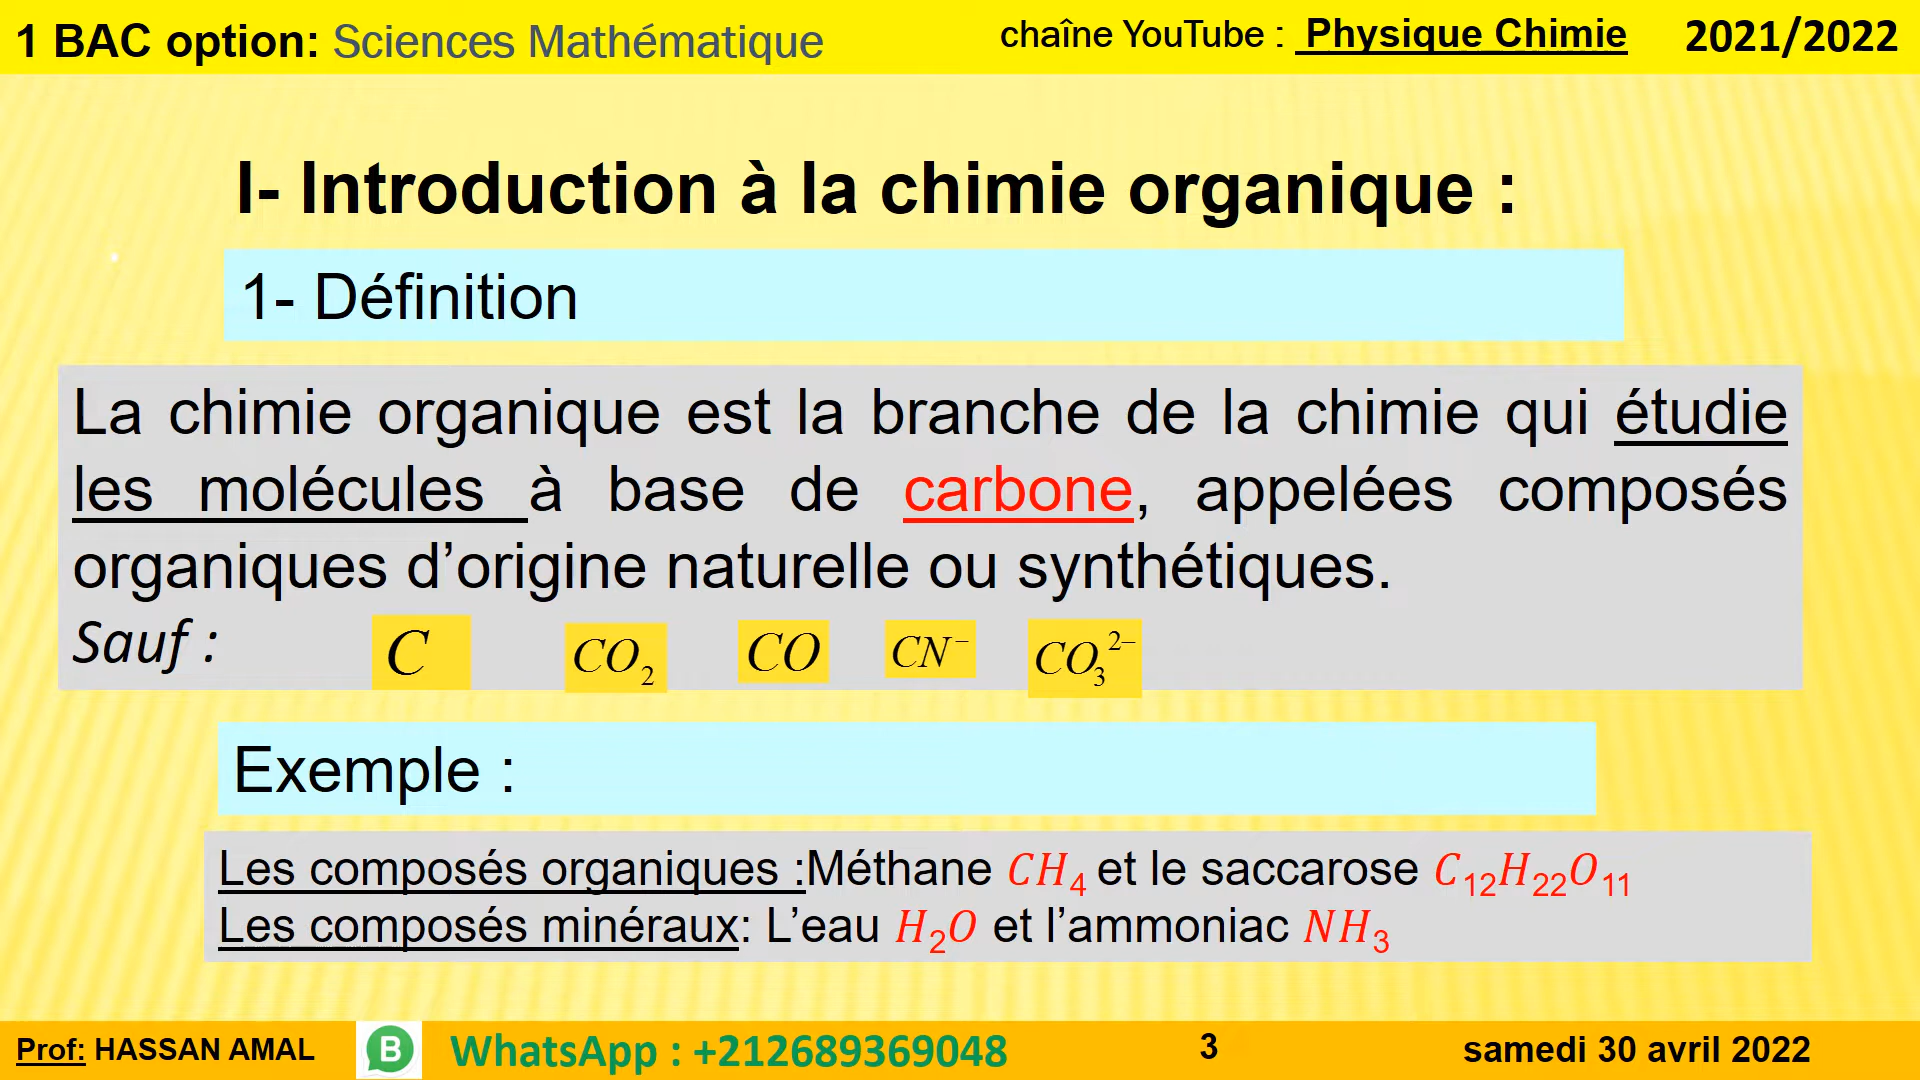 1 BAC option: Sciences Mathématique
chaîne YouTube : Physique Chimie
2021/2022
I- Introduction à la chimie organique :
1- Définition
La chimie organique est la branche de la chimie qui étudie
les molécules à base de carbone, appelées composés
organiques d’origine naturelle ou synthétiques.
Sauf : C CO₂ CO CN⁻ CO₃²⁻
Exemple :
Les composés organiques :Méthane CH₄ et le saccarose C₁₂H₂₂O₁₁
Les composés minéraux: L’eau H₂O et l’ammoniac NH₃
Prof: HASSAN AMAL
B
WhatsApp : +212689369048
3
samedi 30 avril 2022